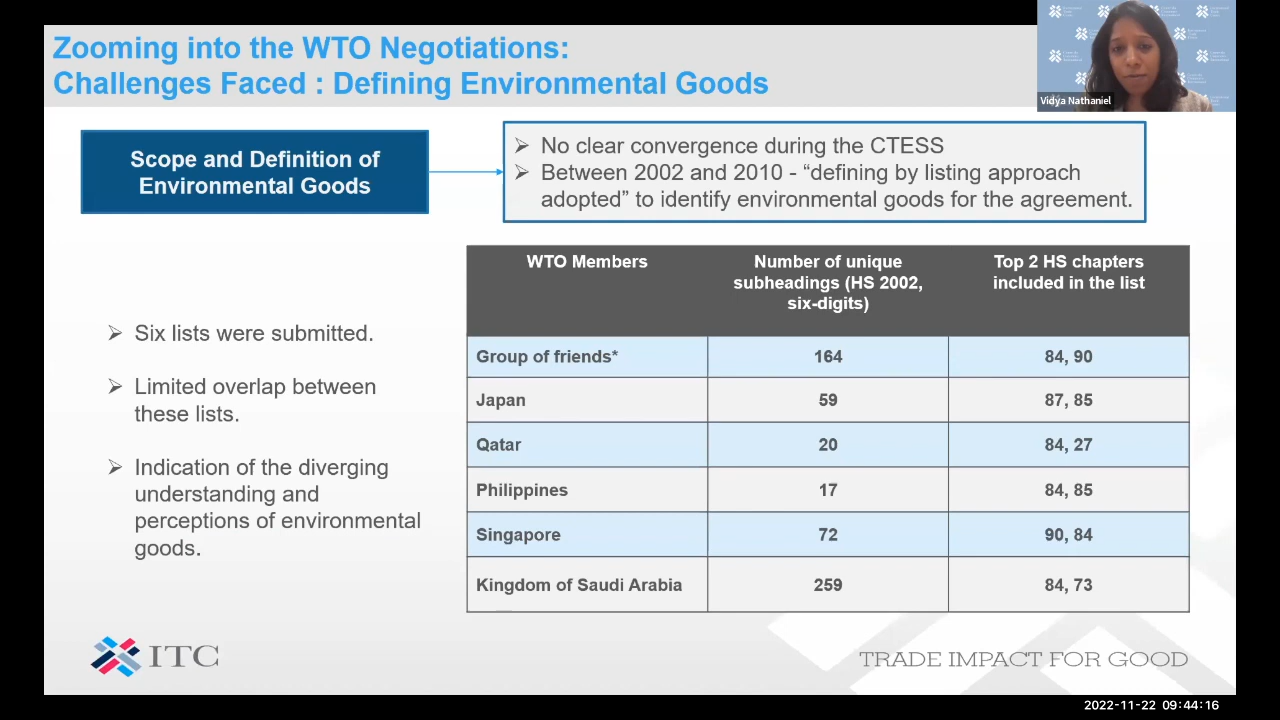 Zooming into the WTO Negotiations:
Challenges Faced : Defining Environmental Goods
Vidya Nathaniel
Scope and Definition of
Environmental Goods
➢ No clear convergence during the CTESS
➢ Between 2002 and 2010 - “defining by listing approach
adopted” to identify environmental goods for the agreement.
➢ Six lists were submitted.
➢ Limited overlap between
these lists.
➢ Indication of the diverging
understanding and
perceptions of environmental
goods.
WTO Members
Number of unique
subheadings (HS 2002,
six-digits)
Top 2 HS chapters
included in the list
Group of friends* 164 84, 90
Japan 59 87, 85
Qatar 20 84, 27
Philippines 17 84, 85
Singapore 72 90, 84
Kingdom of Saudi Arabia 259 84, 73
ITC
TRADE IMPACT FOR GOOD
2022-11-22 09:44:16